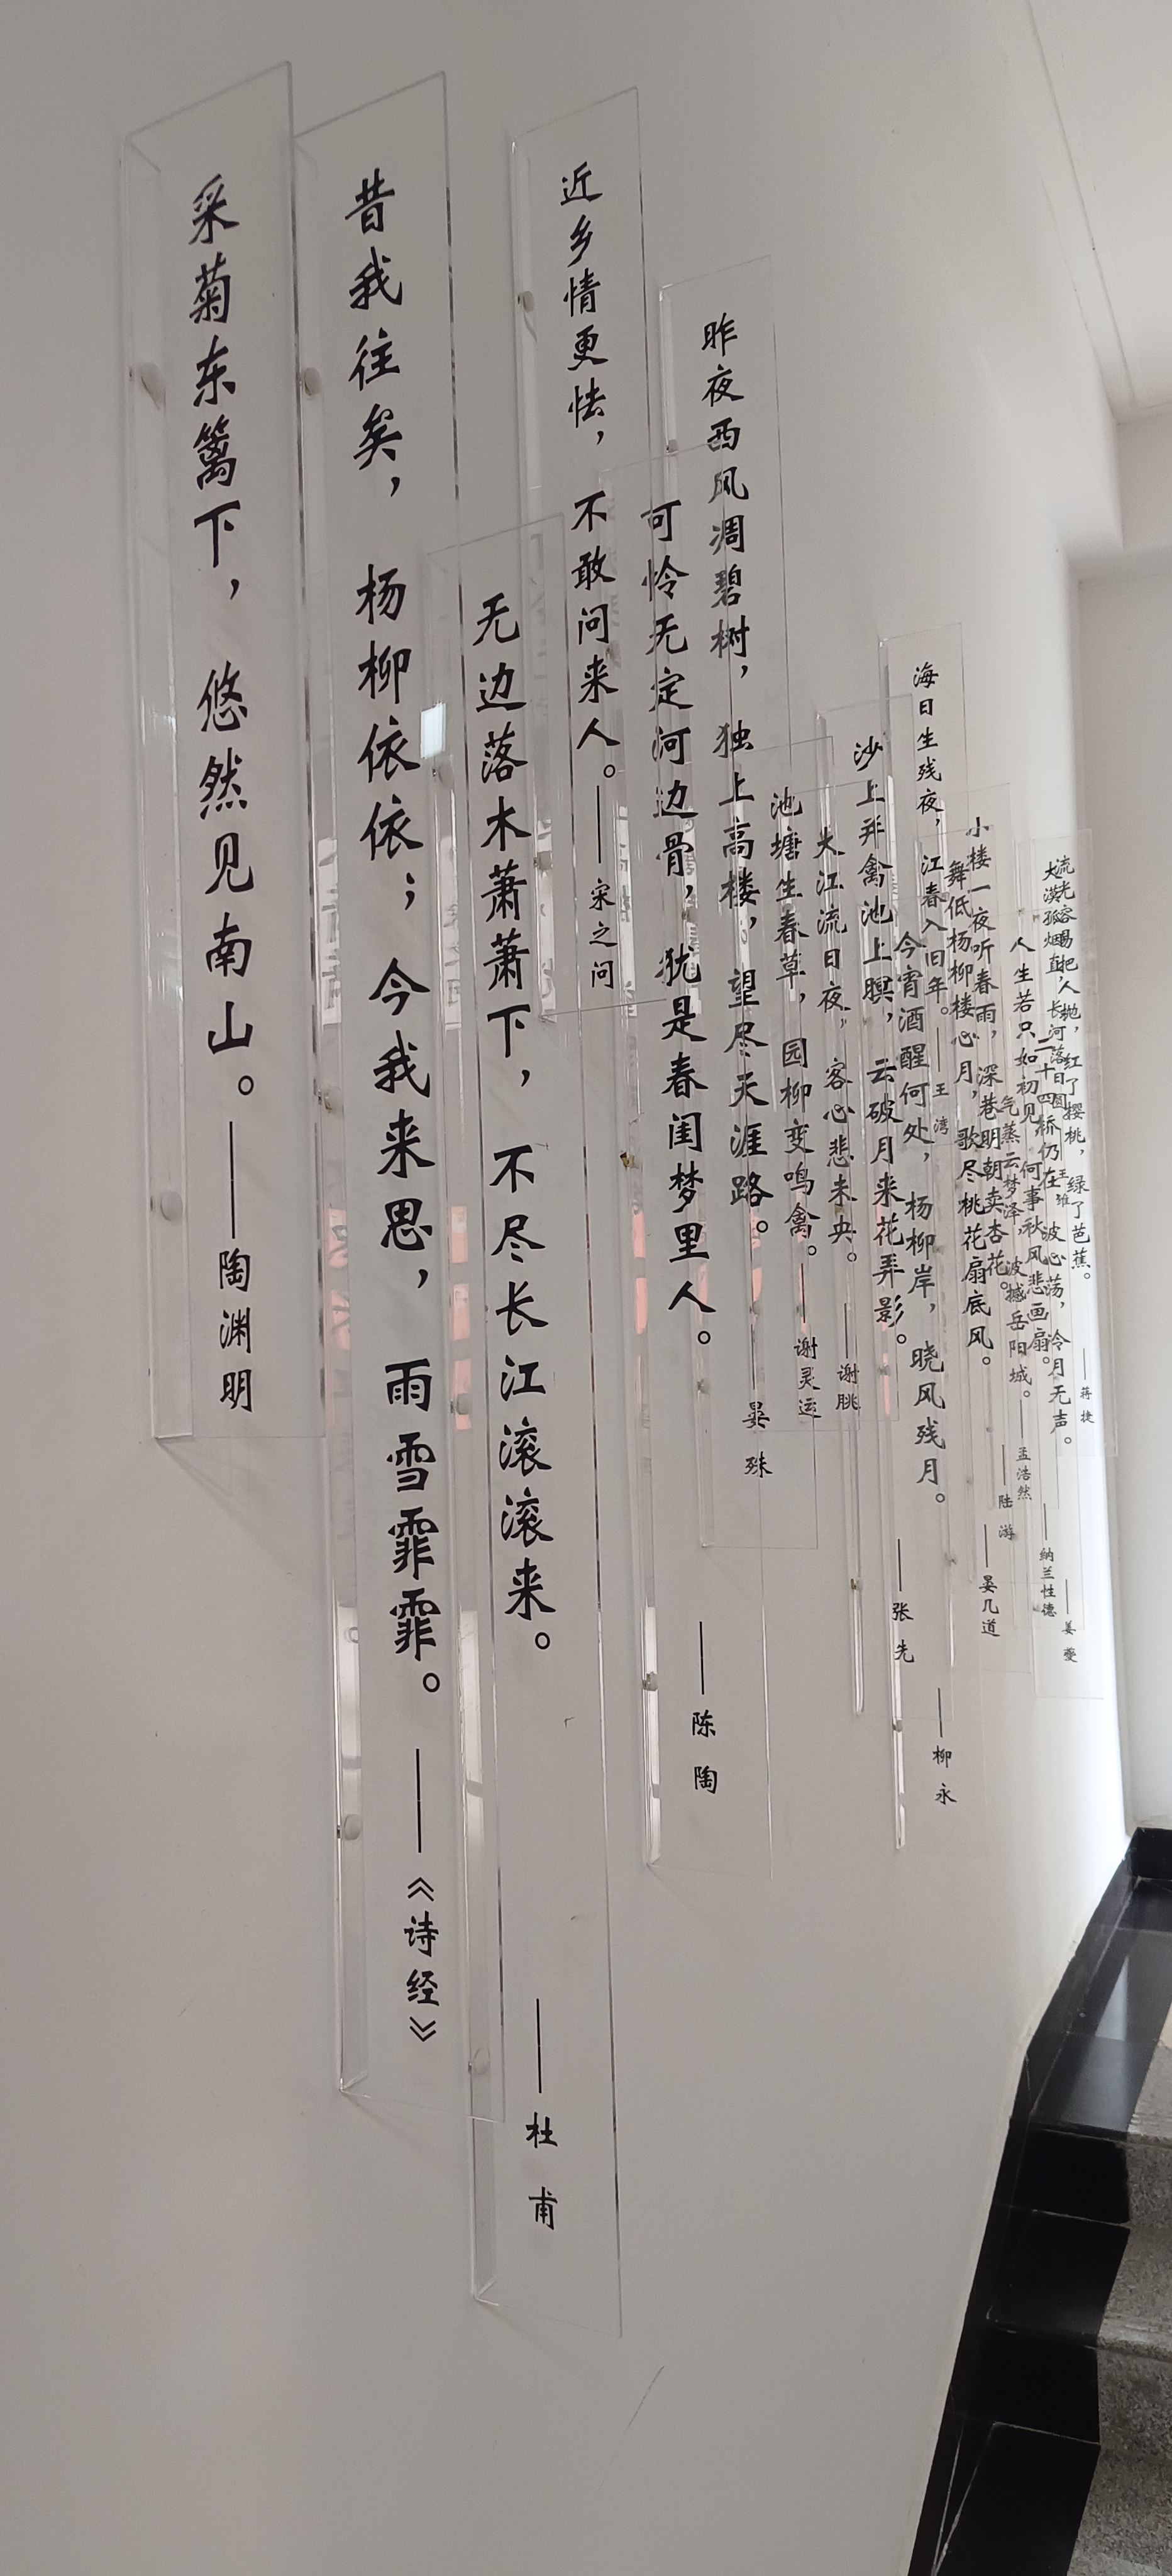 采菊东篱下，悠然见南山。——陶渊明
昔我往矣，杨柳依依；今我来思，雨雪霏霏。——《诗经》
无边落木萧萧下，不尽长江滚滚来。——杜甫
近乡情更怯，不敢问来人。——宋之问
可怜无定河边骨，犹是春闺梦里人。——陈陶
昨夜西风凋碧树，独上高楼，望尽天涯路。——晏殊
池塘生春草，园柳变鸣禽。——谢灵运
大江流日夜，客心悲未央。——谢朓
沙上并禽池上瞑，云破月来花弄影。——张先
今宵酒醒何处，杨柳岸，晓风残月。——柳永
海日生残夜，江春入旧年。——王湾
舞低杨柳楼心月，歌尽桃花扇底风。——晏几道
小楼一夜听春雨，深巷明朝卖杏花。——陆游
气蒸云梦泽，波撼岳阳城。——孟浩然
人生若只如初见，何事秋风悲画扇。——纳兰性德
二十四桥仍在，波心荡，冷月无声。——姜夔
大漠孤烟直，长河落日圆。——王维
流光容易把人抛，红了樱桃，绿了芭蕉。——蒋捷